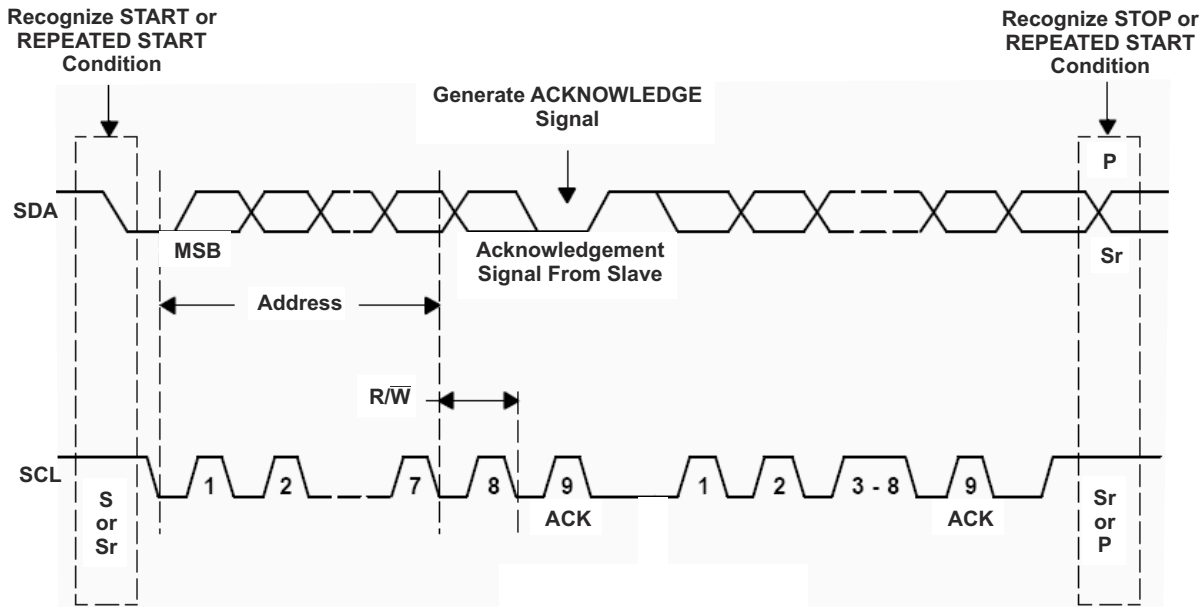 Recognize START or
REPEATED START
Condition
Recognize STOP or
REPEATED START
Condition
Generate ACKNOWLEDGE
Signal
P
SDA
MSB
Acknowledgement
Signal From Slave
Sr
Address
R/W̅
SCL
1
2
7
8
9
1
2
3 - 8
9
S
or
Sr
ACK
ACK
Sr
or
P